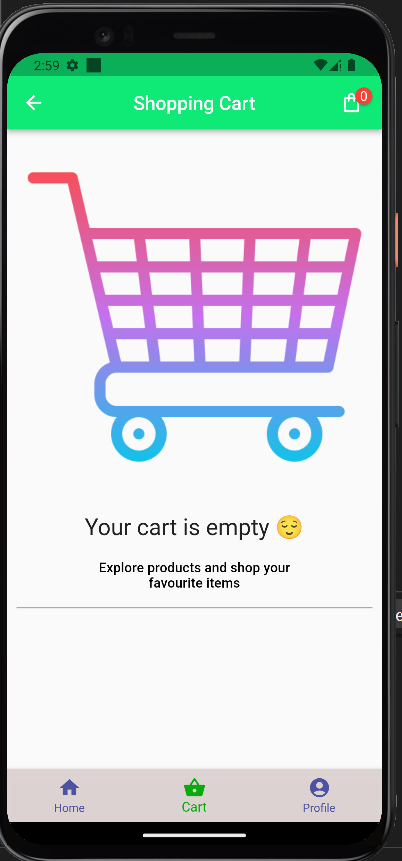 2:59
Shopping Cart
0
Your cart is empty 😌
Explore products and shop your
favourite items
Home
Cart
Profile